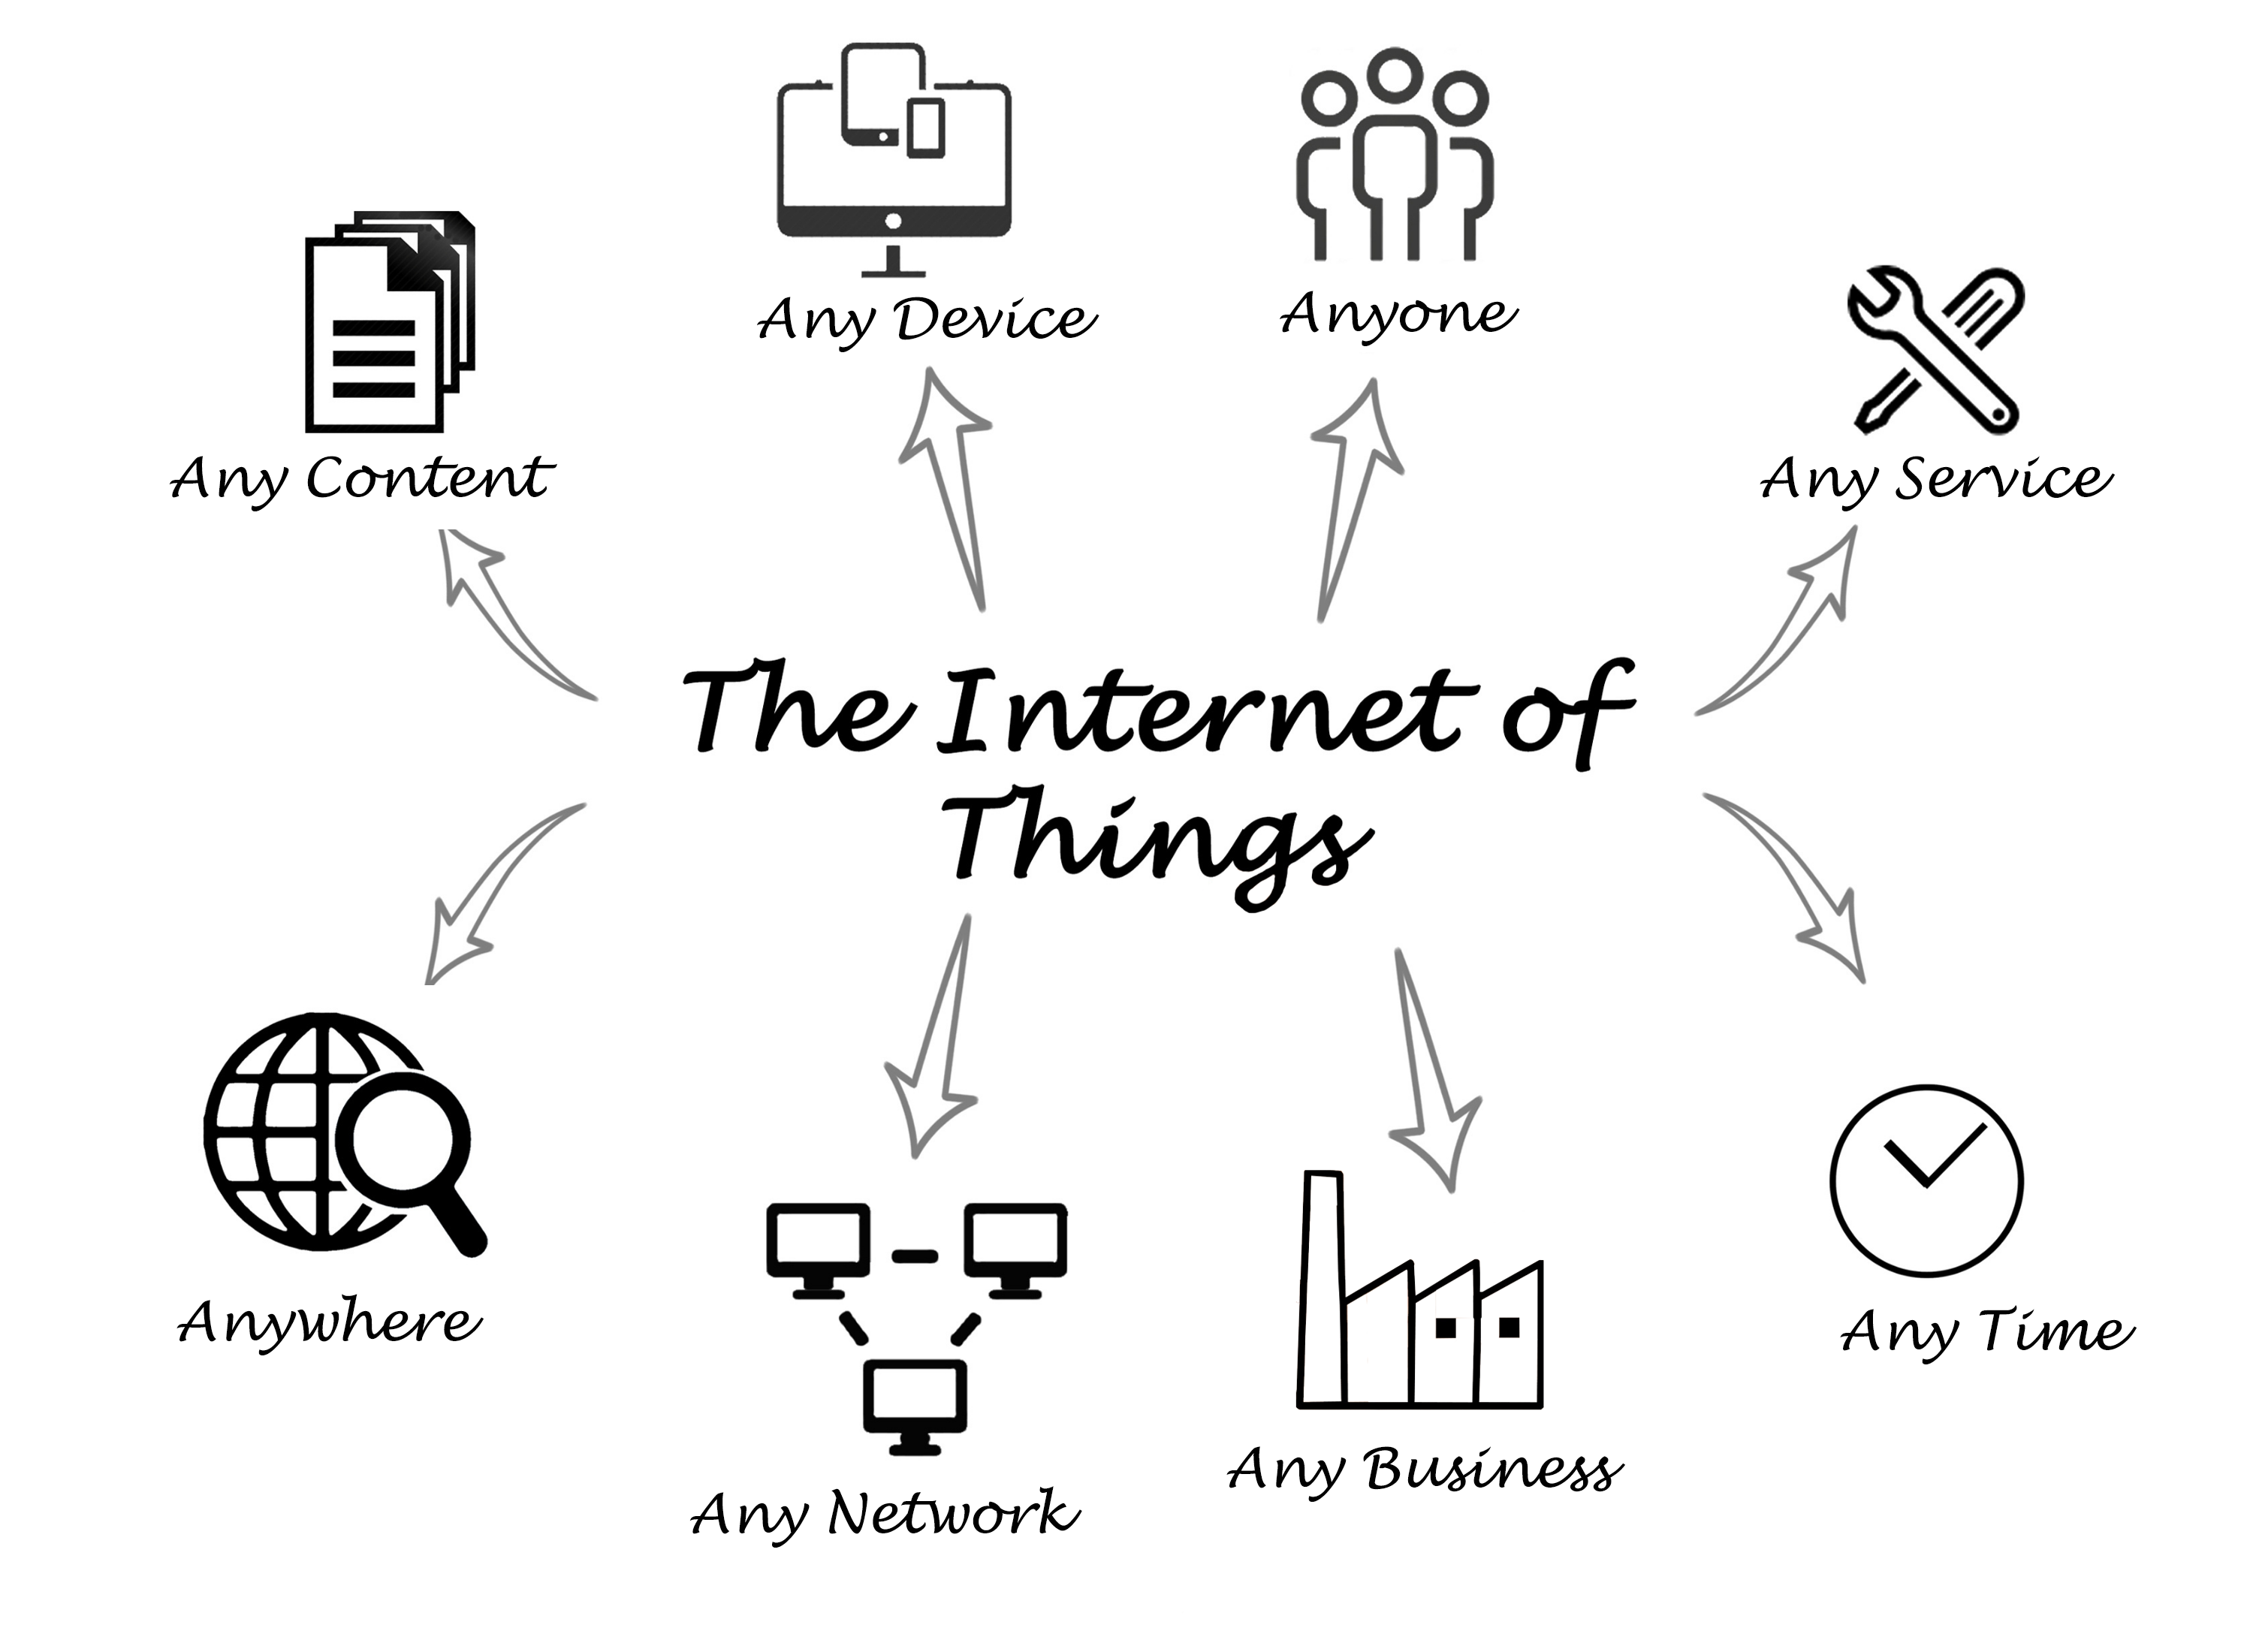 Any Device
Anyone
Any Content
Any Service
The Internet of
Things
Anywhere
Any Time
Any Network
Any Business